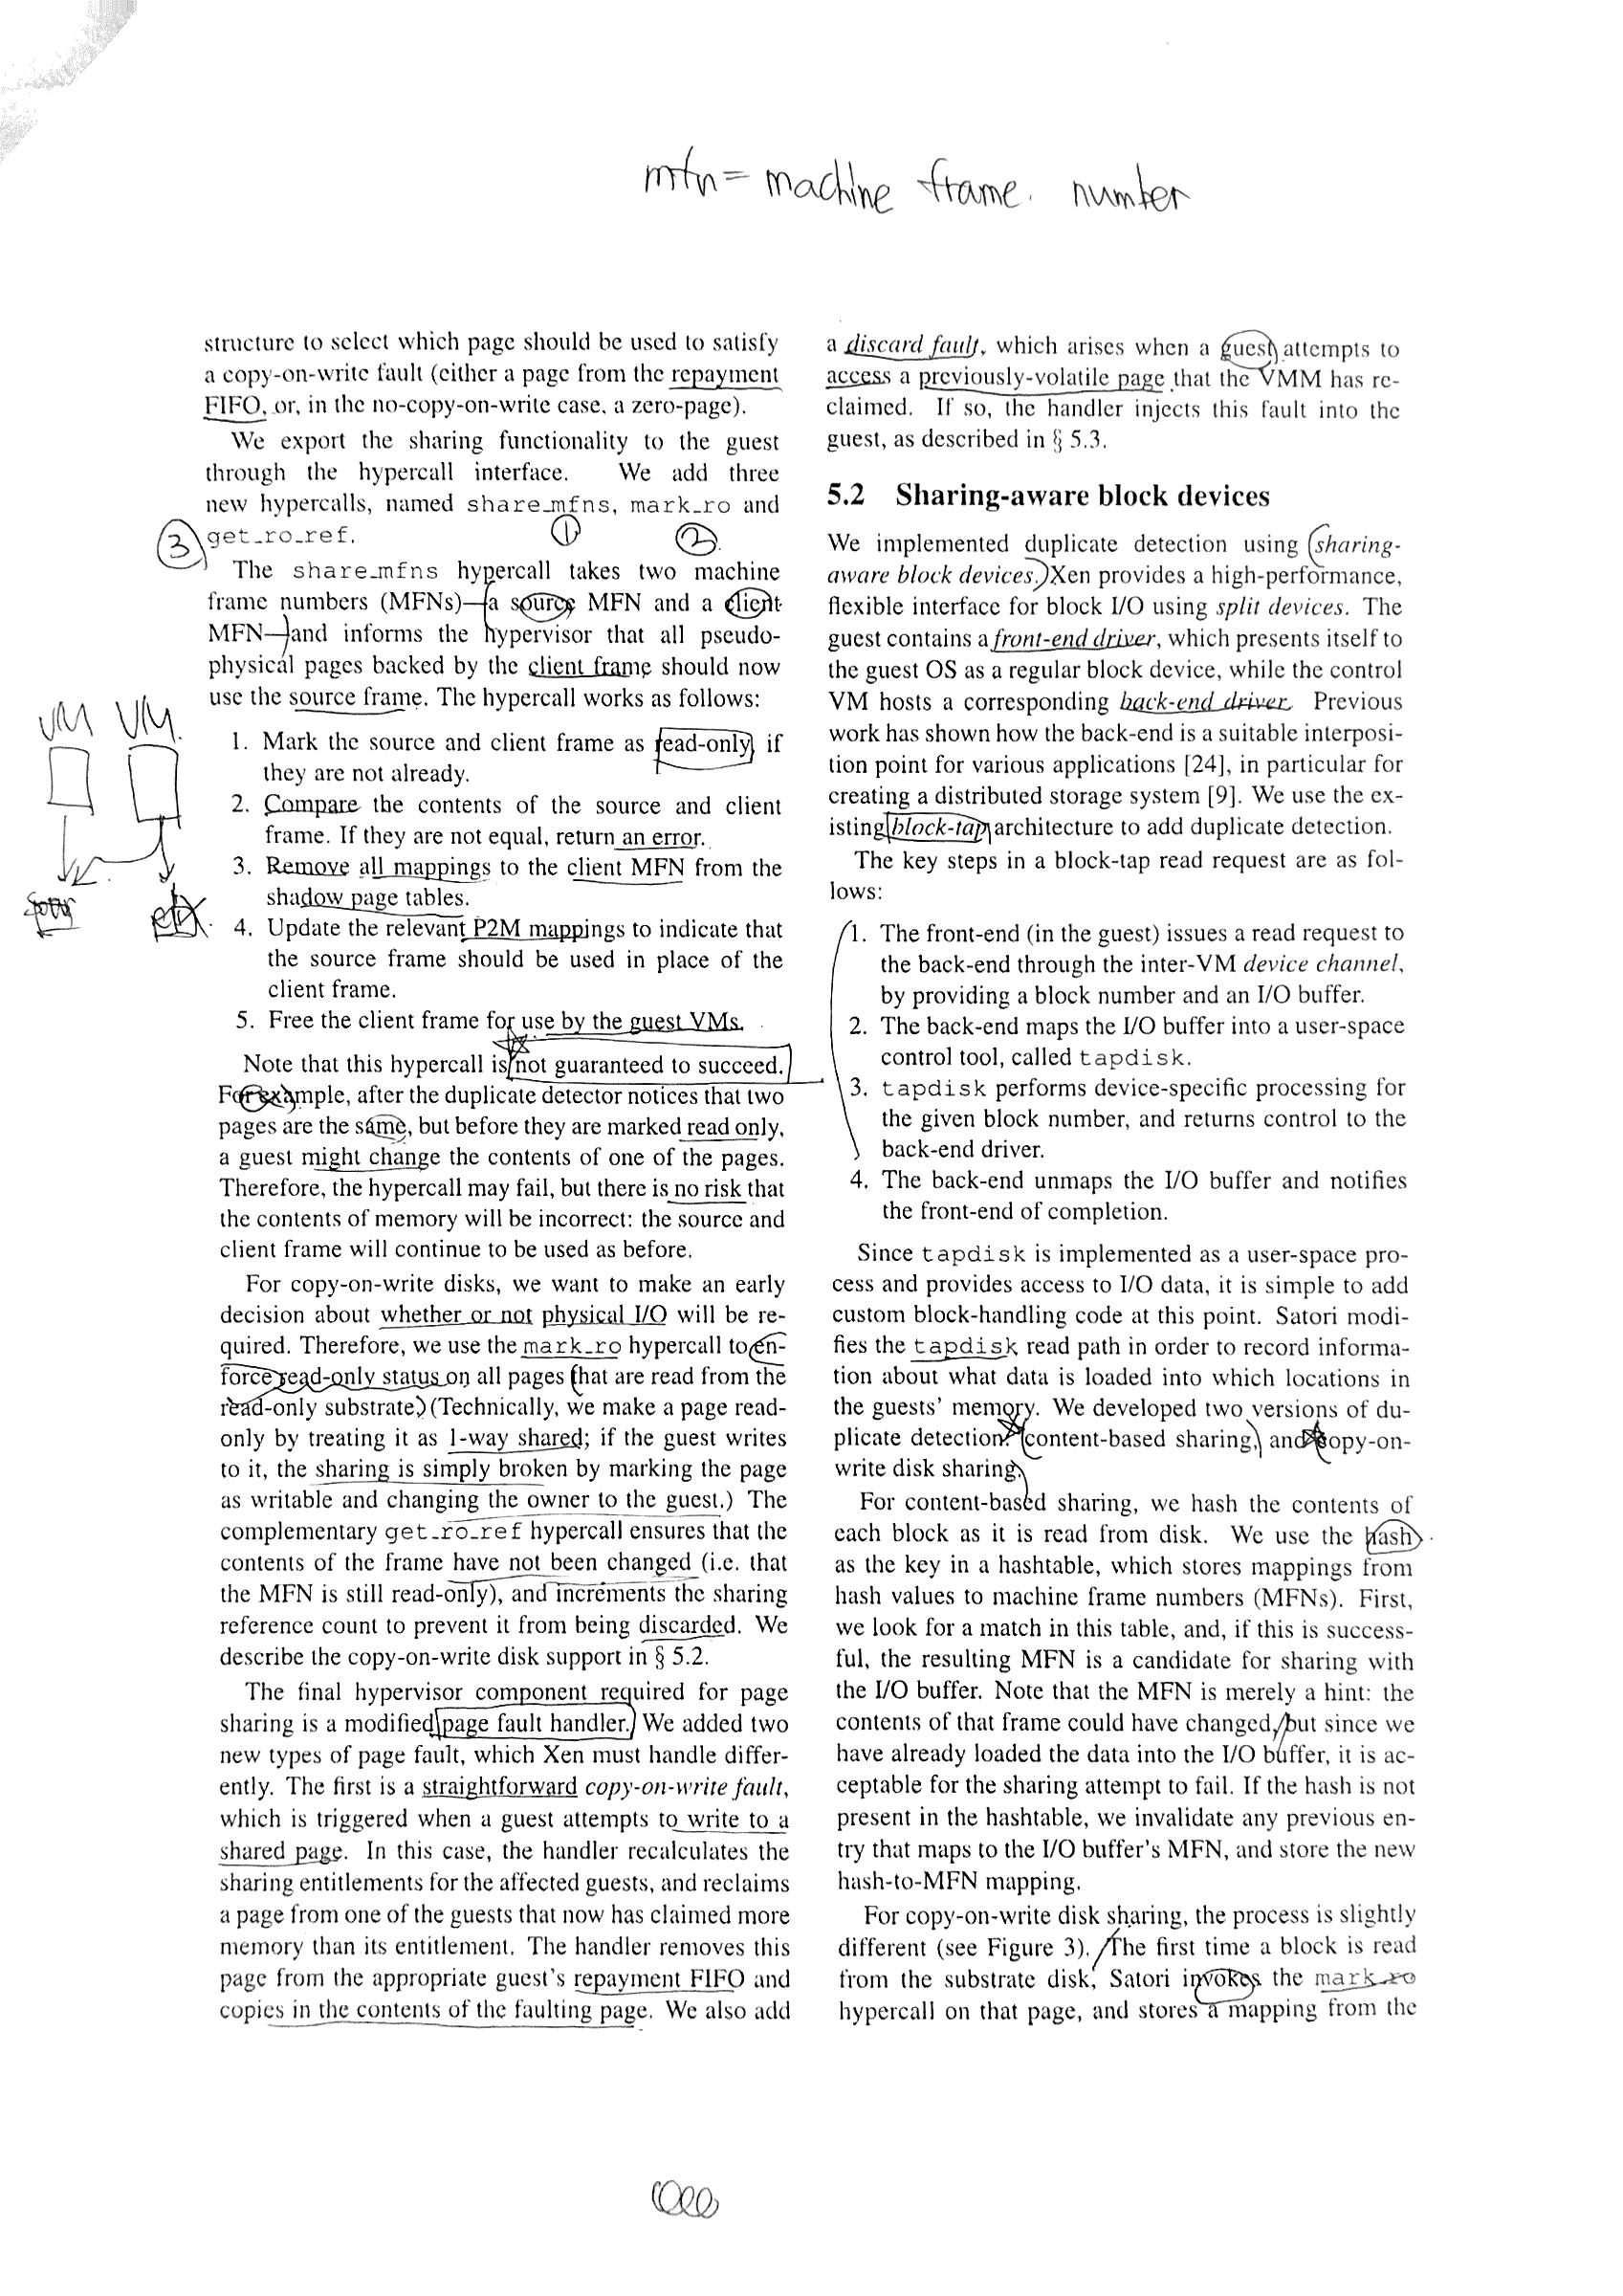 mfn = machine frame. number
structure to select which page should be used to satisfy
a copy-on-write fault (either a page from the repayment
FIFO, or, in the no-copy-on-write case, a zero-page).
We export the sharing functionality to the guest
through the hypercall interface. We add three
new hypercalls, named share_mfns, mark_ro and
get_ro_ref.
① ② ③
The share_mfns hypercall takes two machine
frame numbers (MFNs)—a source MFN and a client
MFN—and informs the hypervisor that all pseudo-
physical pages backed by the client frame should now
use the source frame. The hypercall works as follows:
VM VM.
1. Mark the source and client frame as read-only if
they are not already.
2. Compare the contents of the source and client
frame. If they are not equal, return an error.
3. Remove all mappings to the client MFN from the
shadow page tables.
4. Update the relevant P2M mappings to indicate that
the source frame should be used in place of the
client frame.
5. Free the client frame for use by the guest VMs.
Note that this hypercall is not guaranteed to succeed.
For example, after the duplicate detector notices that two
pages are the same, but before they are marked read only,
a guest might change the contents of one of the pages.
Therefore, the hypercall may fail, but there is no risk that
the contents of memory will be incorrect: the source and
client frame will continue to be used as before.
For copy-on-write disks, we want to make an early
decision about whether or not physical I/O will be re-
quired. Therefore, we use the mark_ro hypercall to en-
force read-only status on all pages that are read from the
read-only substrate. (Technically, we make a page read-
only by treating it as 1-way shared; if the guest writes
to it, the sharing is simply broken by marking the page
as writable and changing the owner to the guest.) The
complementary get_ro_ref hypercall ensures that the
contents of the frame have not been changed (i.e. that
the MFN is still read-only), and increments the sharing
reference count to prevent it from being discarded. We
describe the copy-on-write disk support in § 5.2.
The final hypervisor component required for page
sharing is a modified page fault handler. We added two
new types of page fault, which Xen must handle differ-
ently. The first is a straightforward copy-on-write fault,
which is triggered when a guest attempts to write to a
shared page. In this case, the handler recalculates the
sharing entitlements for the affected guests, and reclaims
a page from one of the guests that now has claimed more
memory than its entitlement. The handler removes this
page from the appropriate guest's repayment FIFO and
copies in the contents of the faulting page. We also add
a discard fault, which arises when a guest attempts to
access a previously-volatile page that the VMM has re-
claimed. If so, the handler injects this fault into the
guest, as described in § 5.3.
5.2 Sharing-aware block devices
We implemented duplicate detection using sharing-
aware block devices. Xen provides a high-performance,
flexible interface for block I/O using split devices. The
guest contains a front-end driver, which presents itself to
the guest OS as a regular block device, while the control
VM hosts a corresponding back-end driver. Previous
work has shown how the back-end is a suitable interposi-
tion point for various applications [24], in particular for
creating a distributed storage system [9]. We use the ex-
isting block-tap architecture to add duplicate detection.
The key steps in a block-tap read request are as fol-
lows:
1. The front-end (in the guest) issues a read request to
the back-end through the inter-VM device channel,
by providing a block number and an I/O buffer.
2. The back-end maps the I/O buffer into a user-space
control tool, called tapdisk.
3. tapdisk performs device-specific processing for
the given block number, and returns control to the
back-end driver.
4. The back-end unmaps the I/O buffer and notifies
the front-end of completion.
Since tapdisk is implemented as a user-space pro-
cess and provides access to I/O data, it is simple to add
custom block-handling code at this point. Satori modi-
fies the tapdisk read path in order to record informa-
tion about what data is loaded into which locations in
the guests' memory. We developed two versions of du-
plicate detection: content-based sharing, and copy-on-
write disk sharing.
For content-based sharing, we hash the contents of
each block as it is read from disk. We use the hash
as the key in a hashtable, which stores mappings from
hash values to machine frame numbers (MFNs). First,
we look for a match in this table, and, if this is success-
ful, the resulting MFN is a candidate for sharing with
the I/O buffer. Note that the MFN is merely a hint: the
contents of that frame could have changed, but since we
have already loaded the data into the I/O buffer, it is ac-
ceptable for the sharing attempt to fail. If the hash is not
present in the hashtable, we invalidate any previous en-
try that maps to the I/O buffer's MFN, and store the new
hash-to-MFN mapping.
For copy-on-write disk sharing, the process is slightly
different (see Figure 3). The first time a block is read
from the substrate disk, Satori invokes the mark_ro
hypercall on that page, and stores a mapping from the